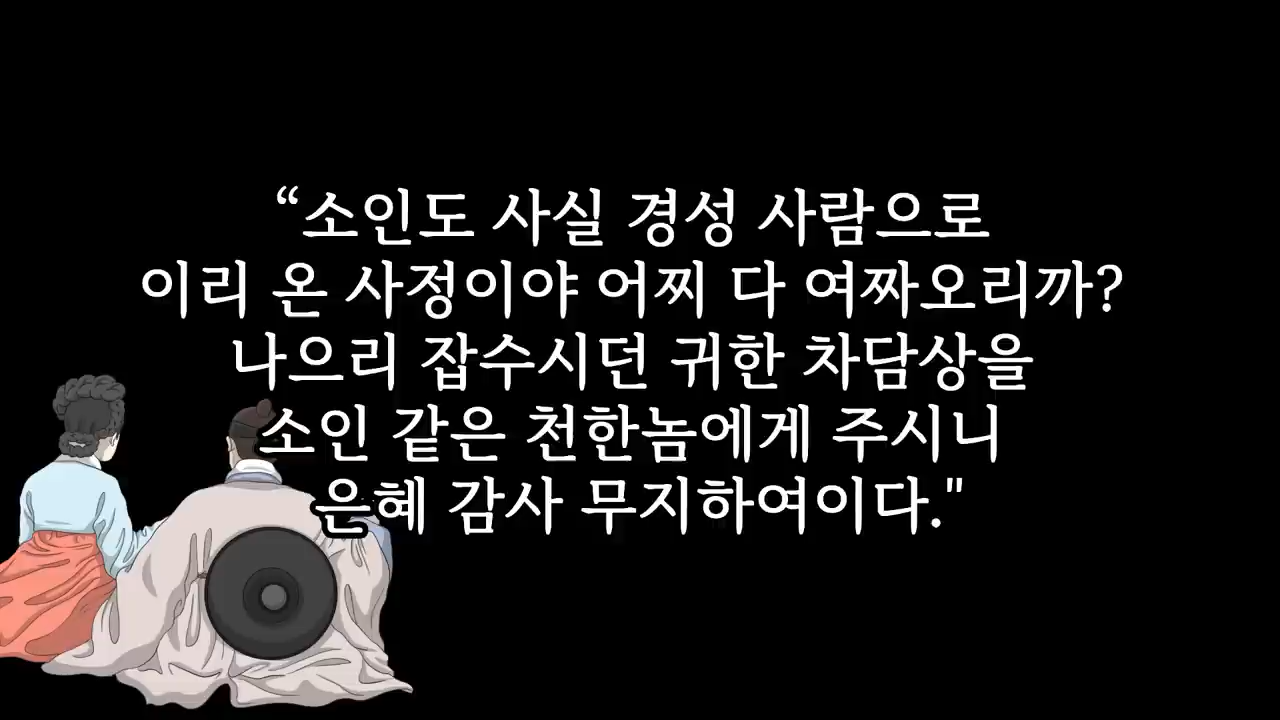 “소인도 사실 경성 사람으로
이리 온 사정이야 어찌 다 여짜오리까?
나으리 잡수시던 귀한 차담상을
소인 같은 천한놈에게 주시니
은혜 감사 무지하여이다."